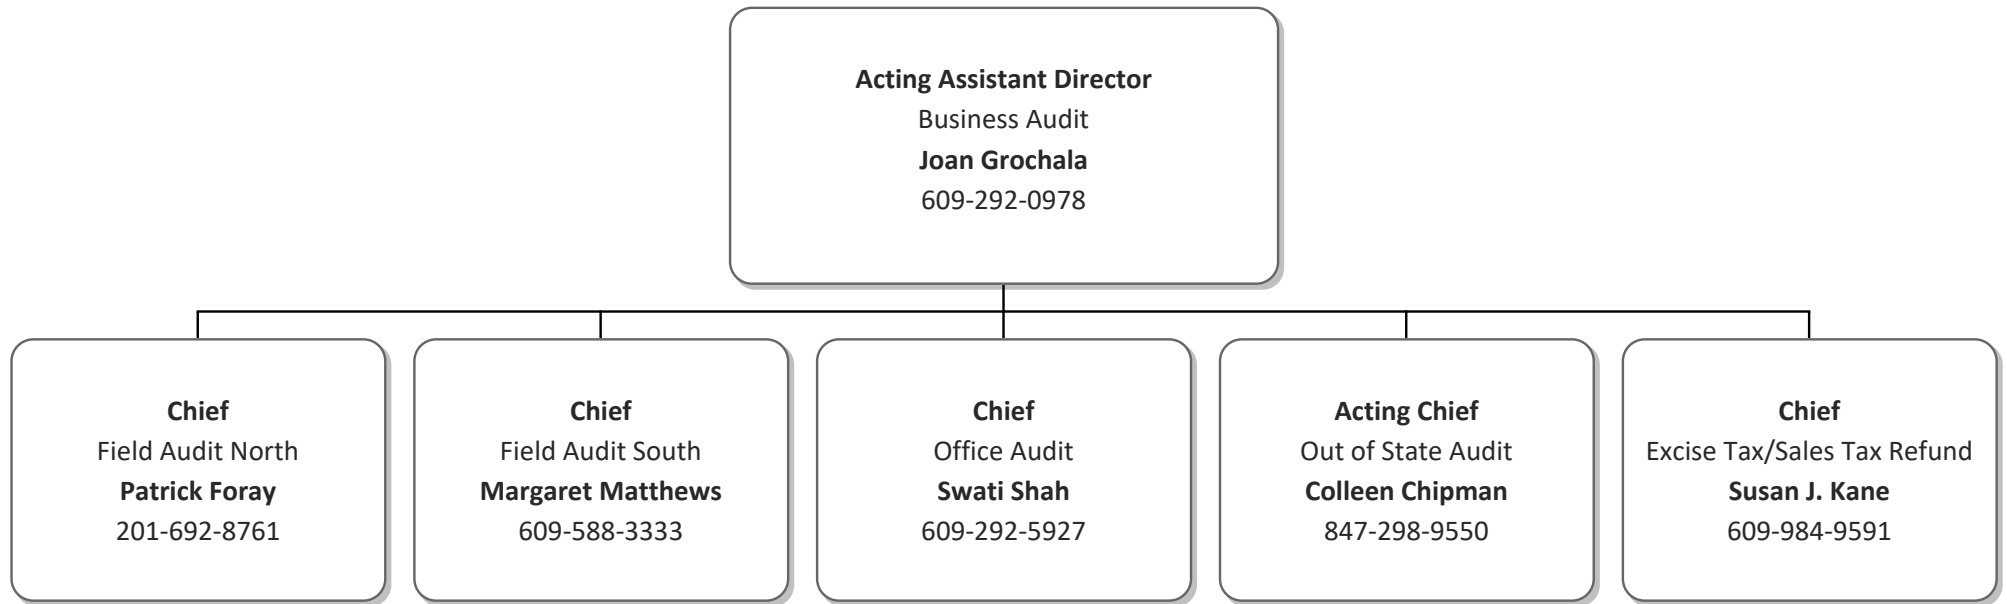 Acting Assistant Director
Business Audit
Joan Grochala
609-292-0978
Chief
Field Audit North
Patrick Foray
201-692-8761
Chief
Field Audit South
Margaret Matthews
609-588-3333
Chief
Office Audit
Swati Shah
609-292-5927
Acting Chief
Out of State Audit
Colleen Chipman
847-298-9550
Chief
Excise Tax/Sales Tax Refund
Susan J. Kane
609-984-9591